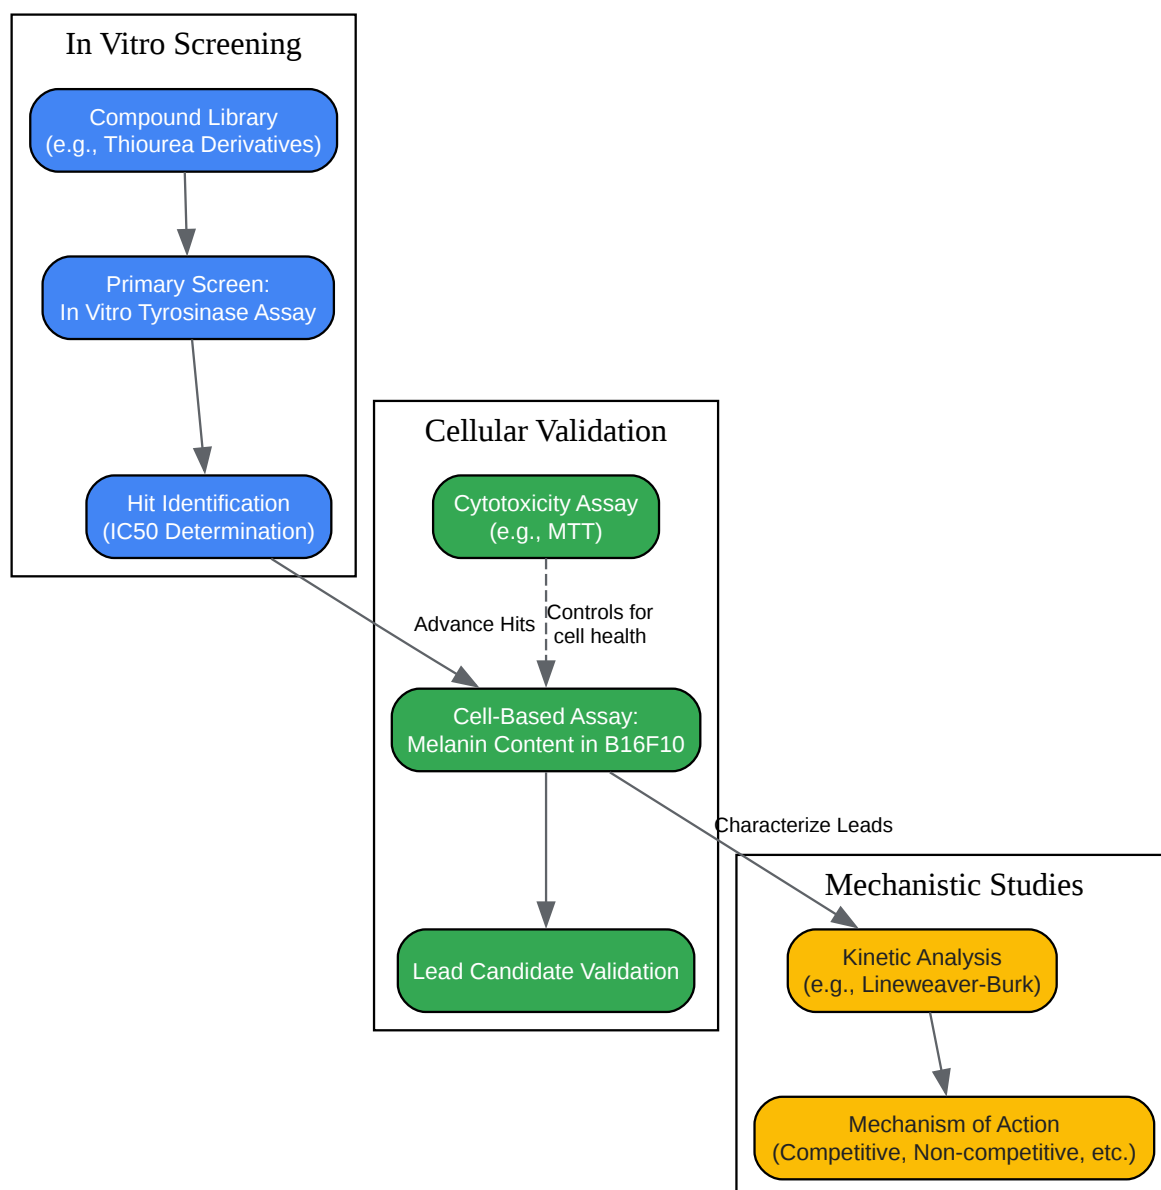 In Vitro Screening
Compound Library
(e.g., Thiourea Derivatives)
Primary Screen:
In Vitro Tyrosinase Assay
Hit Identification
(IC50 Determination)
Cellular Validation
Cytotoxicity Assay
(e.g., MTT)
Advance Hits
Controls for
cell health
Cell-Based Assay:
Melanin Content in B16F10
Characterize Leads
Lead Candidate Validation
Mechanistic Studies
Kinetic Analysis
(e.g., Lineweaver-Burk)
Mechanism of Action
(Competitive, Non-competitive, etc.)